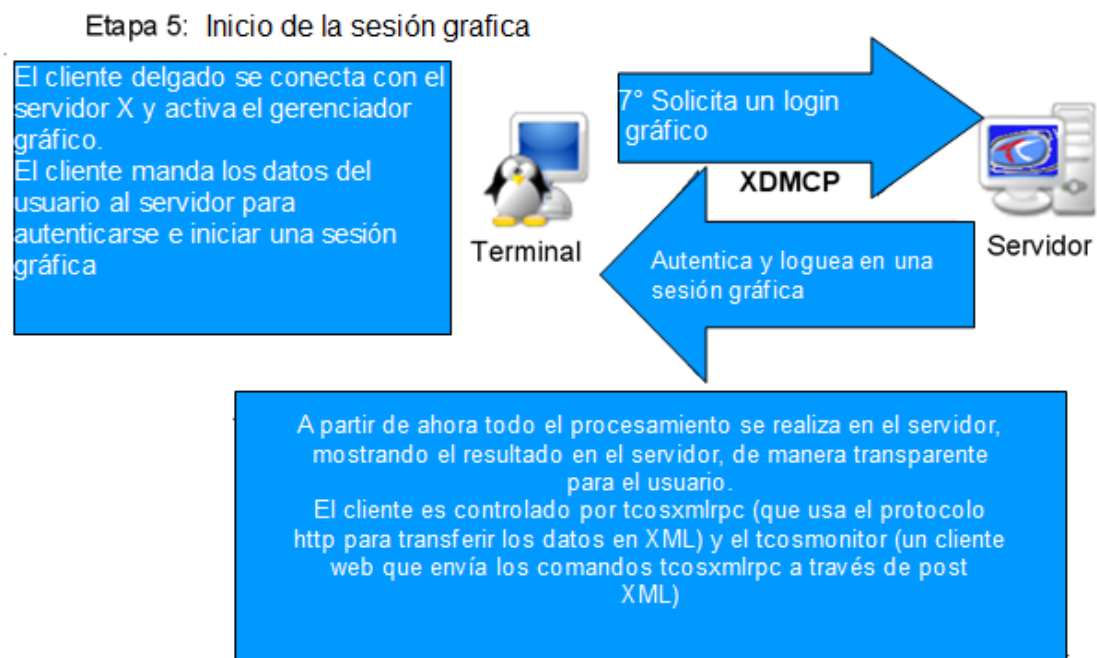 Etapa 5: Inicio de la sesión grafica
El cliente delgado se conecta con el
servidor X y activa el gerenciador
gráfico.
El cliente manda los datos del
usuario al servidor para
autenticarse e iniciar una sesión
gráfica
Terminal
7° Solicita un login
gráfico
XDMCP
Autentica y loguea en una
sesión gráfica
Servidor
A partir de ahora todo el procesamiento se realiza en el servidor,
mostrando el resultado en el servidor, de manera transparente
para el usuario.
El cliente es controlado por tcosxmlrpc (que usa el protocolo
http para transferir los datos en XML) y el tcosmonitor (un cliente
web que envía los comandos tcosxmlrpc a través de post
XML)